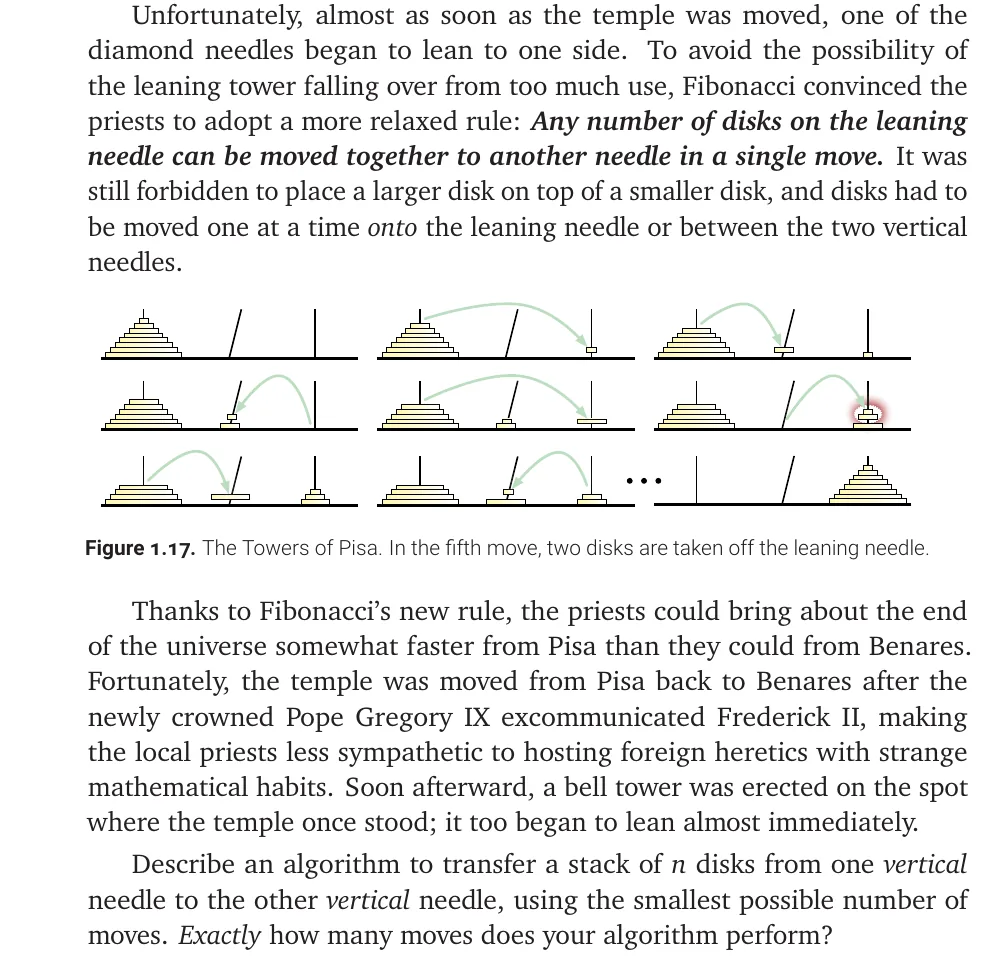 Unfortunately, almost as soon as the temple was moved, one of the
diamond needles began to lean to one side. To avoid the possibility of
the leaning tower falling over from too much use, Fibonacci convinced the
priests to adopt a more relaxed rule: Any number of disks on the leaning
needle can be moved together to another needle in a single move. It was
still forbidden to place a larger disk on top of a smaller disk, and disks had to
be moved one at a time onto the leaning needle or between the two vertical
needles.
Figure 1.17. The Towers of Pisa. In the fifth move, two disks are taken off the leaning needle.
Thanks to Fibonacci’s new rule, the priests could bring about the end
of the universe somewhat faster from Pisa than they could from Benares.
Fortunately, the temple was moved from Pisa back to Benares after the
newly crowned Pope Gregory IX excommunicated Frederick II, making
the local priests less sympathetic to hosting foreign heretics with strange
mathematical habits. Soon afterward, a bell tower was erected on the spot
where the temple once stood; it too began to lean almost immediately.
Describe an algorithm to transfer a stack of n disks from one vertical
needle to the other vertical needle, using the smallest possible number of
moves. Exactly how many moves does your algorithm perform?